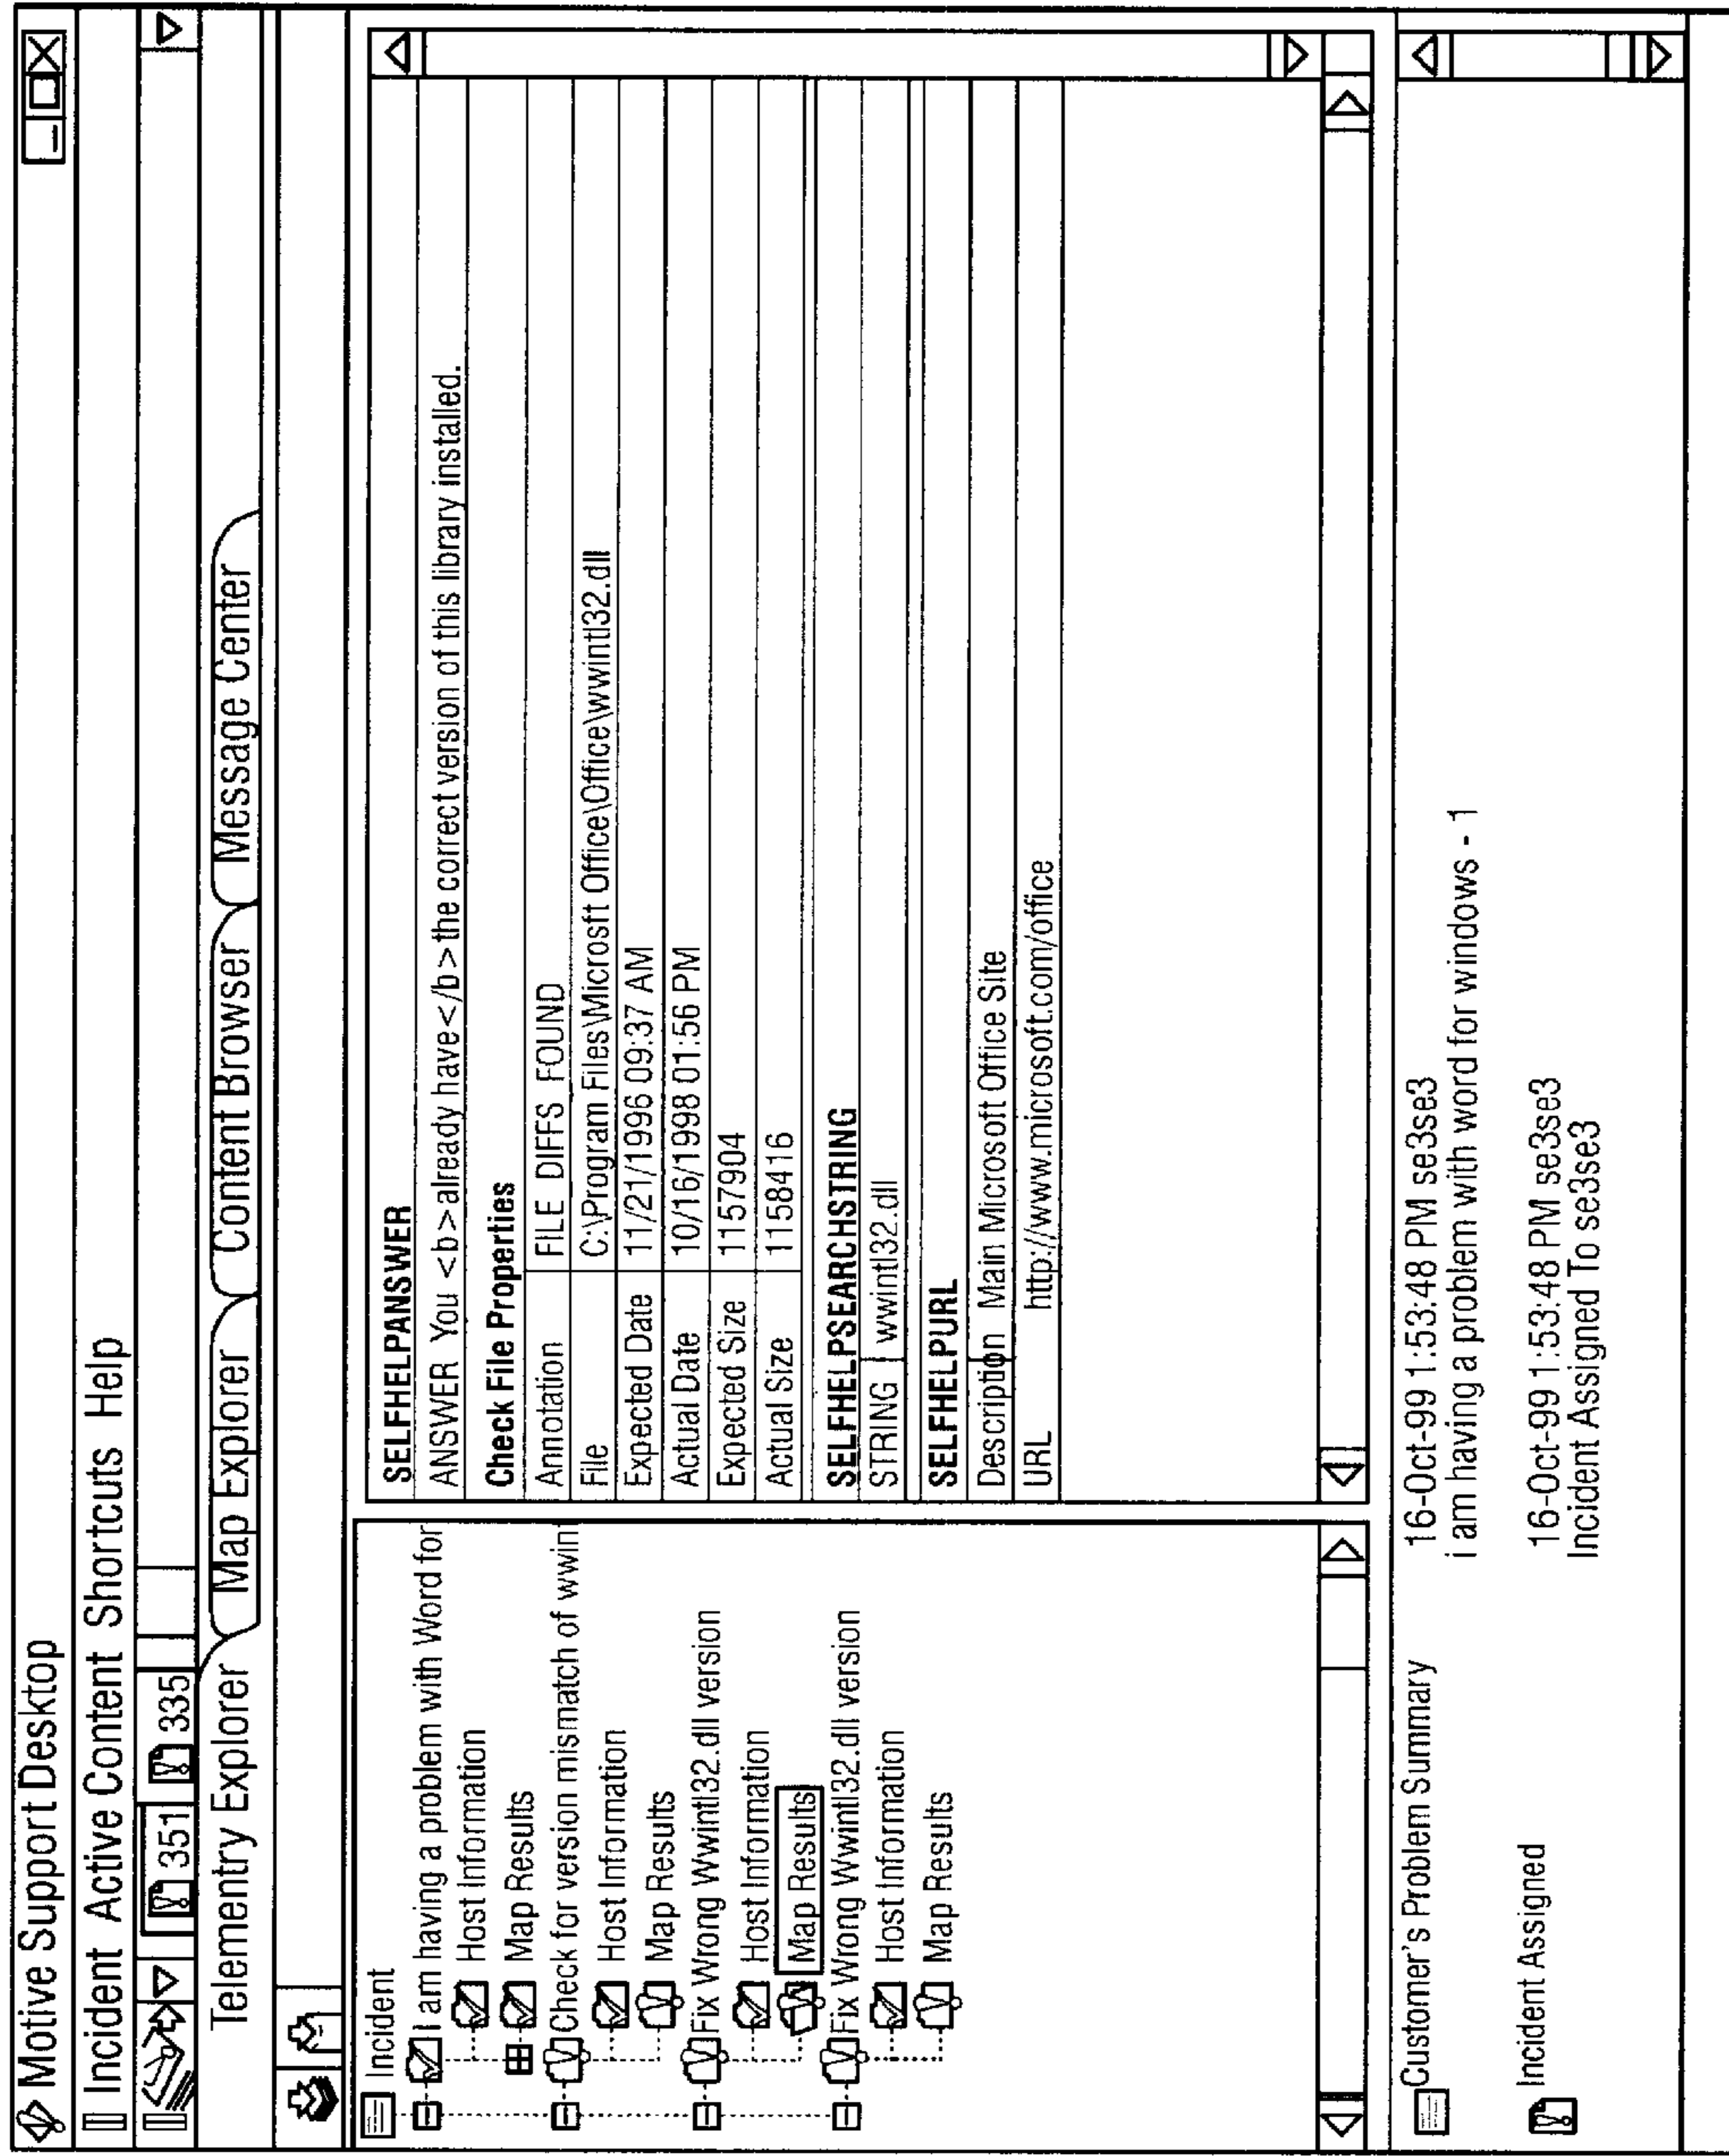 Motive Support Desktop
Incident Active Content Shortcuts Help
351 335
Telementry Explorer Map Explorer Content Browser Message Center
Incident
I am having a problem with Word for
Host Information
Map Results
Check for version mismatch of wwin
Host Information
Map Results
Fix Wrong Wwintl32.dll version
Host Information
Map Results
Fix Wrong Wwintl32.dll version
Host Information
Map Results
SELFHELPANSWER
ANSWER You <b>already have</b>the correct version of this library installed.
Check File Properties
Annotation FILE DIFFS FOUND
File C:\Program Files\Microsoft Office\Office\wwintl32.dll
Expected Date 11/21/1996 09:37 AM
Actual Date 10/16/1998 01:56 PM
Expected Size 1157904
Actual Size 1158416
SELFHELPSEARCHSTRING
STRING wwintl32.dll
SELFHELPURL
Description Main Microsoft Office Site
URL http://www.microsoft.com/office
Customer's Problem Summary 16-Oct-99 1:53:48 PM se3se3
i am having a problem with word for windows - 1
Incident Assigned 16-Oct-99 1:53:48 PM se3se3
Incident Assigned To se3se3